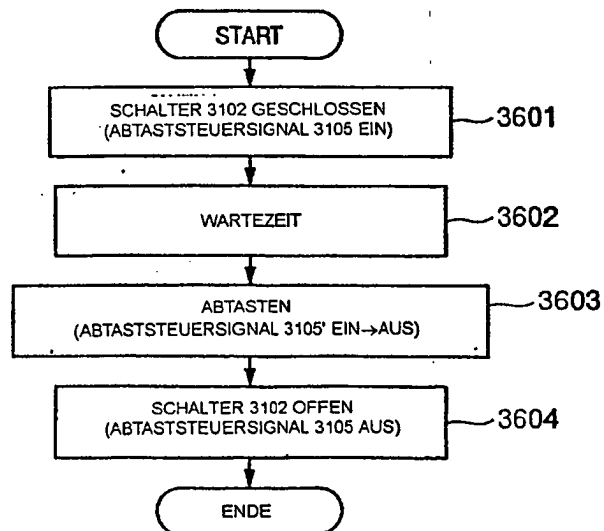 START
SCHALTER 3102 GESCHLOSSEN
(ABTASTSTEUERSIGNAL 3105 EIN)
3601
WARTEZEIT
3602
ABTASTEN
(ABTASTSTEUERSIGNAL 3105' EIN→AUS)
3603
SCHALTER 3102 OFFEN
(ABTASTSTEUERSIGNAL 3105 AUS)
3604
ENDE